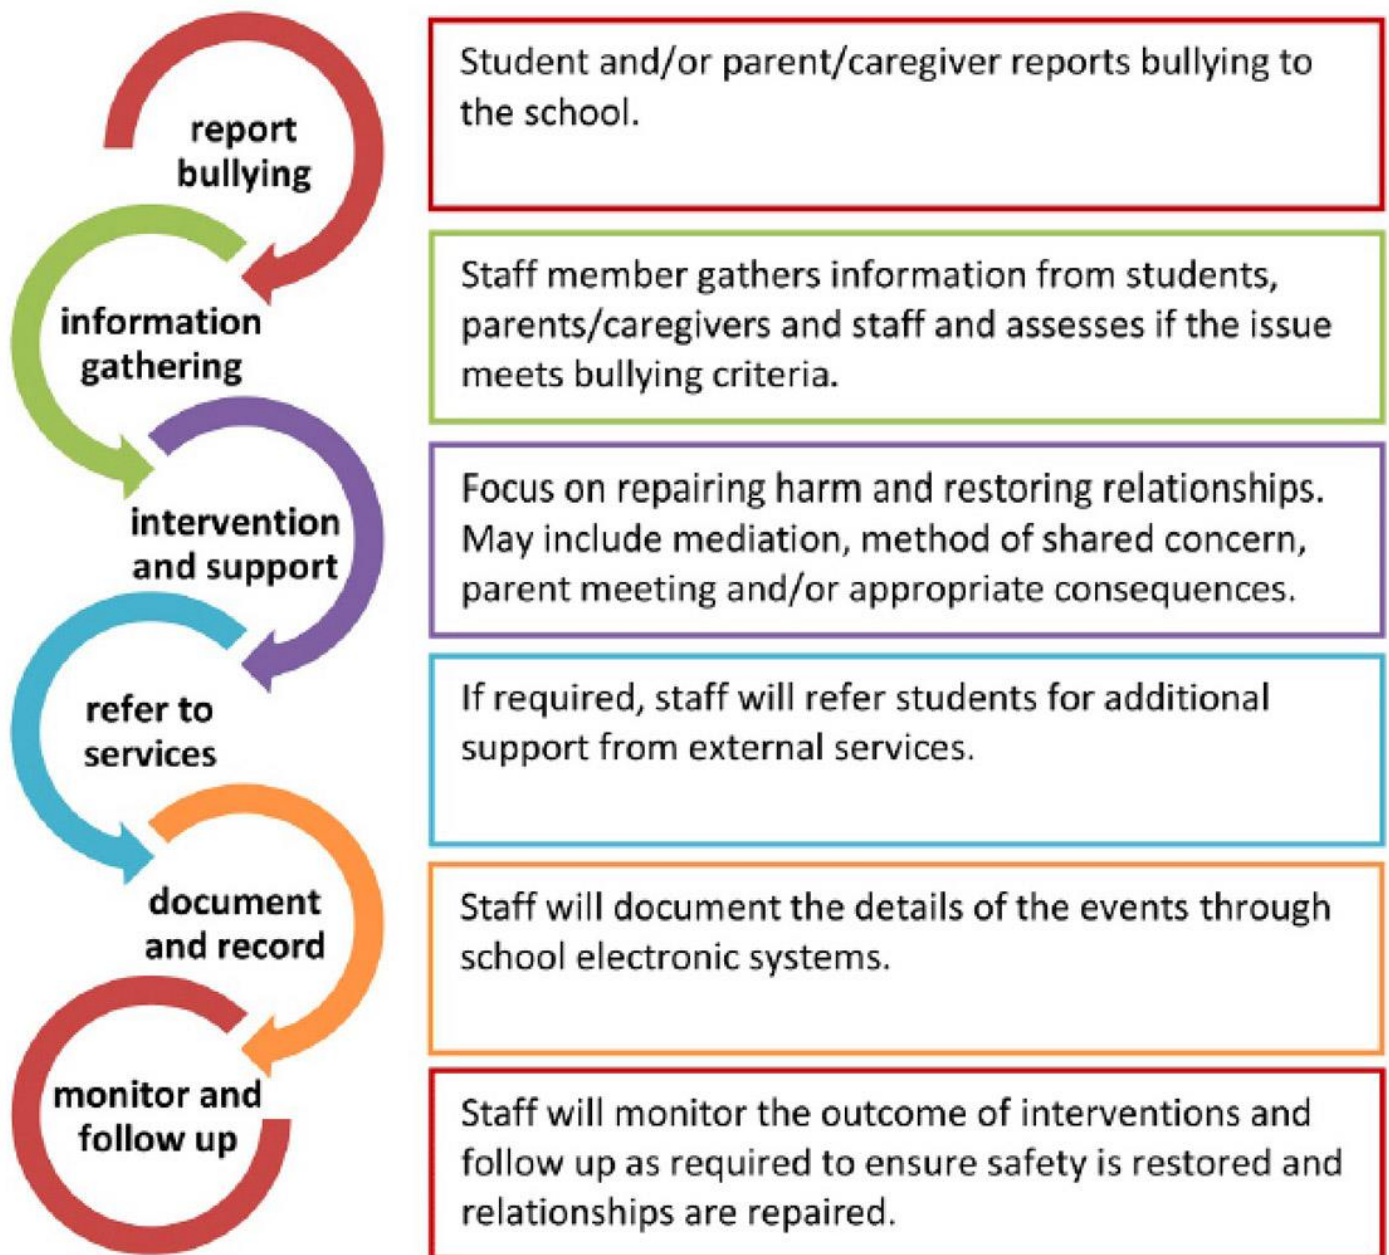 report
bullying
Student and/or parent/caregiver reports bullying to
the school.
information
gathering
Staff member gathers information from students,
parents/caregivers and staff and assesses if the issue
meets bullying criteria.
intervention
and support
Focus on repairing harm and restoring relationships.
May include mediation, method of shared concern,
parent meeting and/or appropriate consequences.
refer to
services
If required, staff will refer students for additional
support from external services.
document
and record
Staff will document the details of the events through
school electronic systems.
monitor and
follow up
Staff will monitor the outcome of interventions and
follow up as required to ensure safety is restored and
relationships are repaired.